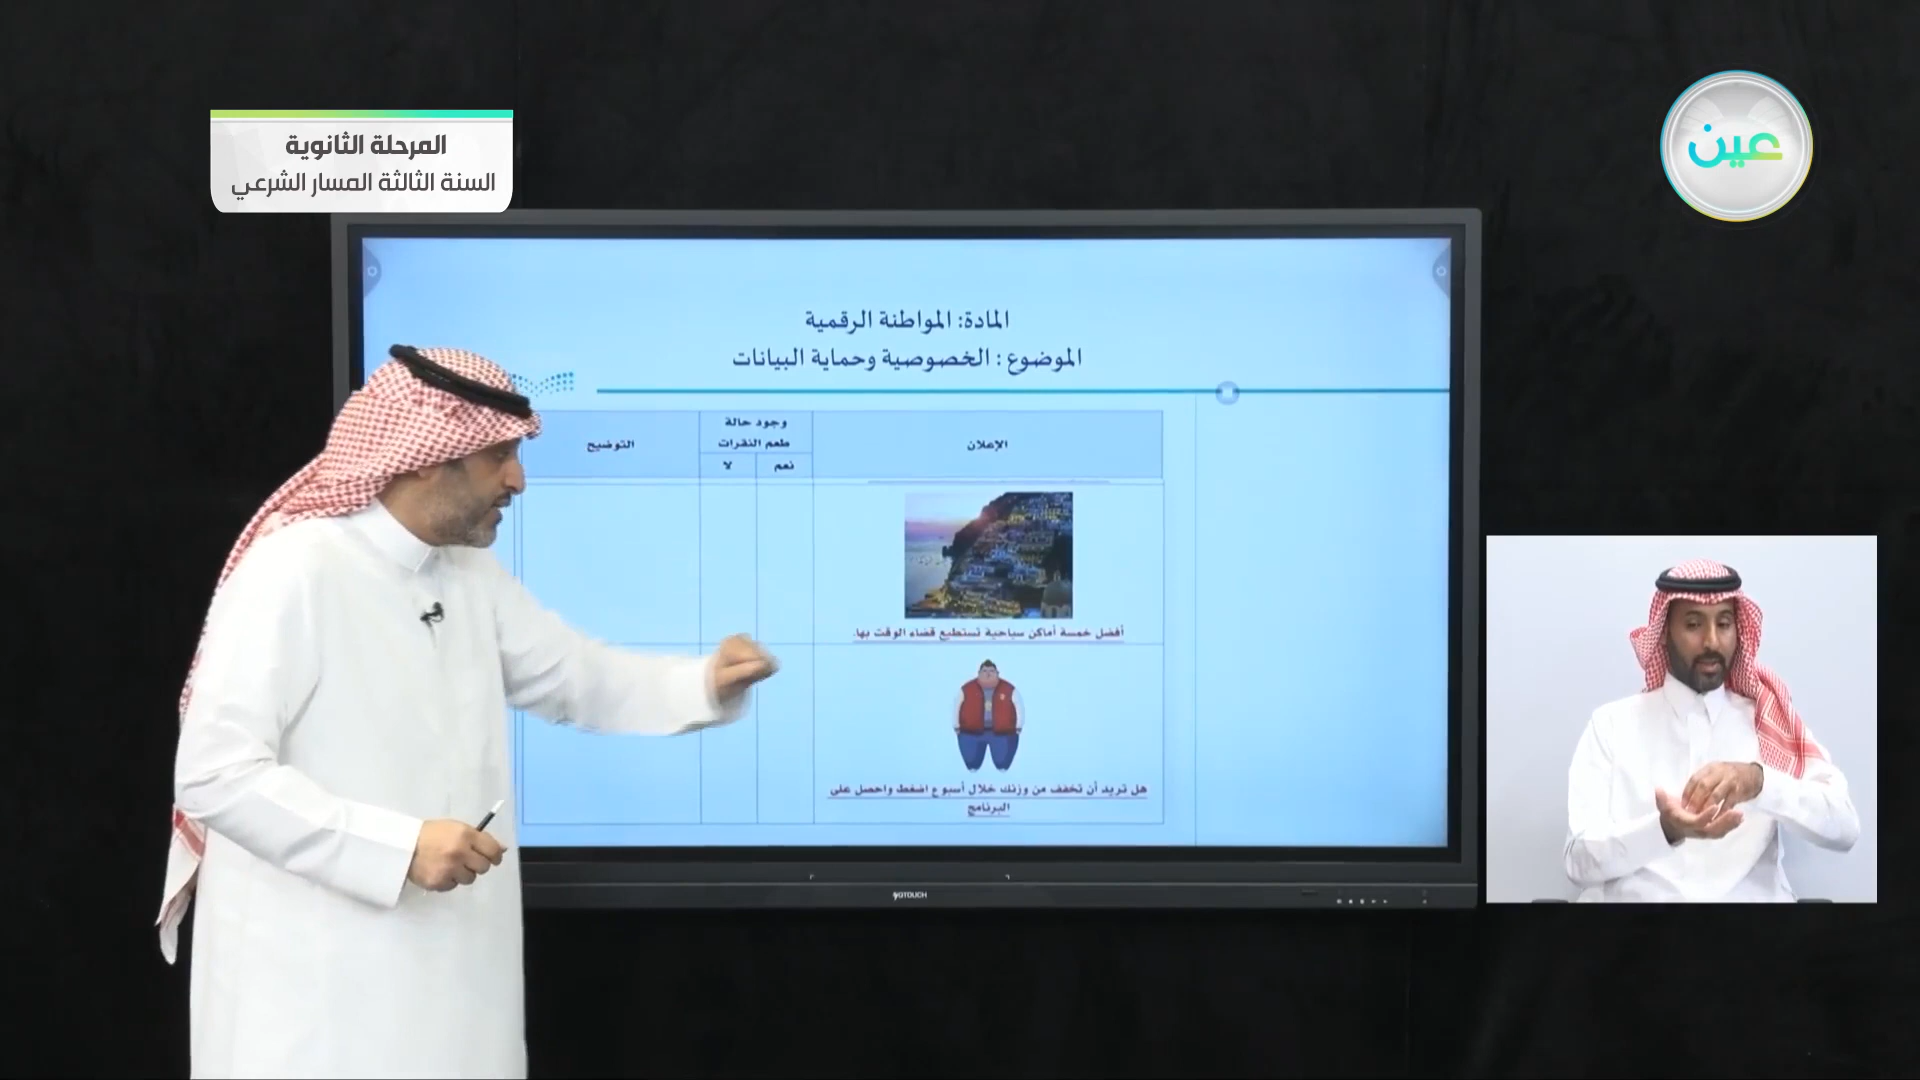 المرحلة الثانوية
السنة الثالثة المسار الشرعي
عين
المادة: المواطنة الرقمية
الموضوع : الخصوصية وحماية البيانات
الإعلان
وجود حالة
طعم النقرات
نعم
لا
التوضيح
أفضل خمسة أماكن سياحية تستطيع قضاء الوقت بها.
هل تريد أن تخفف من وزنك خلال أسبوع اضغط واحصل على
البرنامج